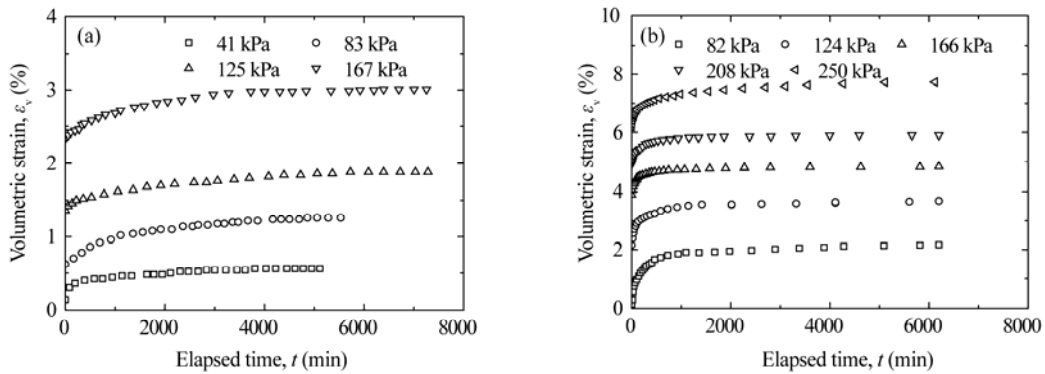 (a)
□ 41 kPa ○ 83 kPa
△ 125 kPa ▽ 167 kPa
4
3
2
1
0
Volumetric strain, εv (%)
0 2000 4000 6000 8000
Elapsed time, t (min)
(b)
□ 82 kPa ○ 124 kPa △ 166 kPa
▽ 208 kPa ◁ 250 kPa
10
8
6
4
2
0
Volumetric strain, εv (%)
0 2000 4000 6000 8000
Elapsed time, t (min)